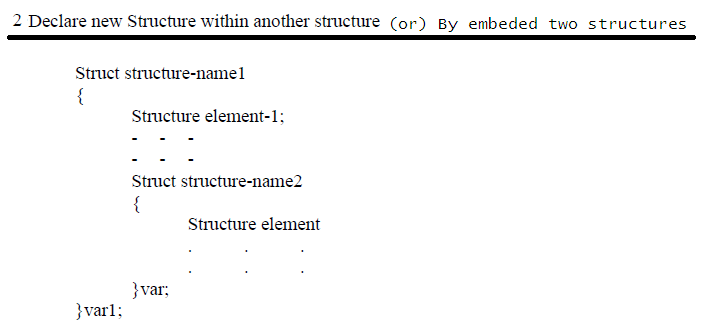 2 Declare new Structure within another structure (or) By embeded two structures
Struct structure-name1
{
Structure element-1;
- - -
- - -
Struct structure-name2
{
Structure element
. . .
. . .
}var;
}var1;